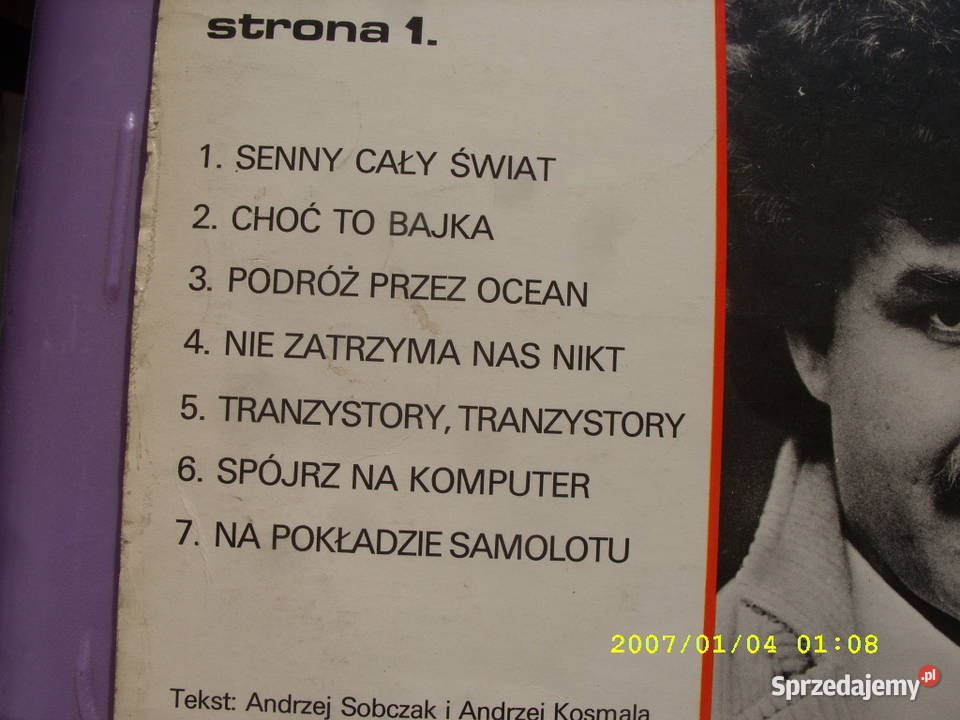 strona 1.
1. SENNY CAŁY ŚWIAT
2. CHOĆ TO BAJKA
3. PODRÓŻ PRZEZ OCEAN
4. NIE ZATRZYMA NAS NIKT
5. TRANZYSTORY, TRANZYSTORY
6. SPÓJRZ NA KOMPUTER
7. NA POKŁADZIE SAMOLOTU
2007/01/04 01:08
Sprzedajemy.pl
Tekst: Andrzej Sobczak i Andrzej Kosmala